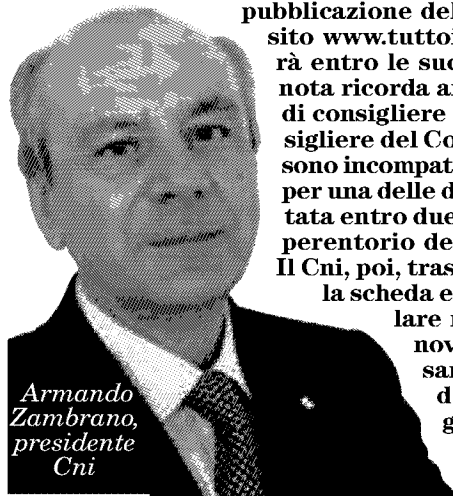 pubblicazione del
sito www.tuttoi
rà entro le suc
nota ricorda a
di consigliere
sigliere del Co
sono incompat
per una delle d
tata entro due
perentorio de
Il Cni, poi, tras
la scheda e
lare
nov
sa
d
g
Armando
Zambrano,
presidente
Cni